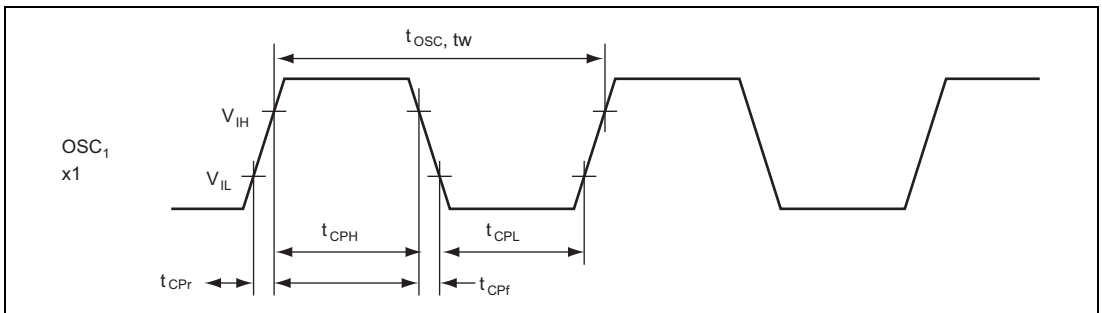 tOSC, tw
VIH
OSC1
x1
VIL
tCPH
tCPL
tCPr
tCPf